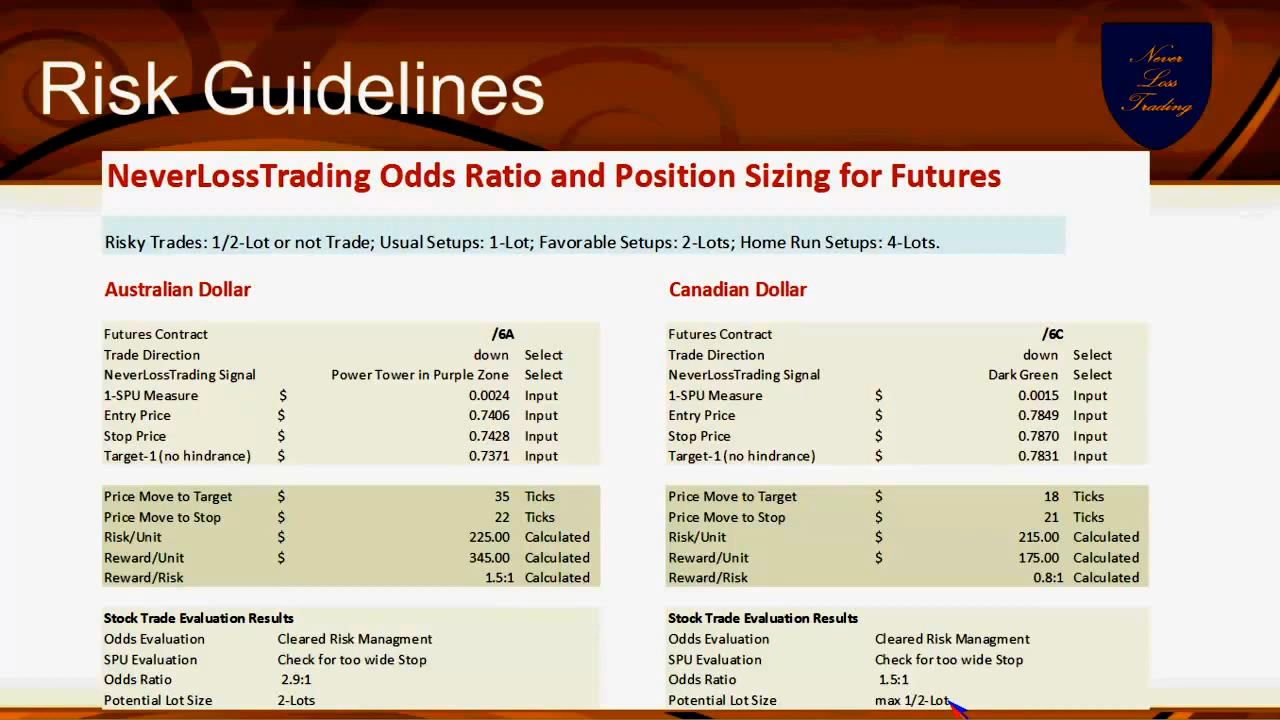 Risk Guidelines
Never
Loss
Trading
NeverLossTrading Odds Ratio and Position Sizing for Futures
Risky Trades: 1/2-Lot or not Trade; Usual Setups: 1-Lot; Favorable Setups: 2-Lots; Home Run Setups: 4-Lots.
Australian Dollar
Futures Contract /6A
Trade Direction down Select
NeverLossTrading Signal Power Tower in Purple Zone Select
1-SPU Measure $ 0.0024 Input
Entry Price $ 0.7406 Input
Stop Price $ 0.7428 Input
Target-1 (no hindrance) $ 0.7371 Input
Price Move to Target $ 35 Ticks
Price Move to Stop $ 22 Ticks
Risk/Unit $ 225.00 Calculated
Reward/Unit $ 345.00 Calculated
Reward/Risk 1.5:1 Calculated
Stock Trade Evaluation Results
Odds Evaluation Cleared Risk Managment
SPU Evaluation Check for too wide Stop
Odds Ratio 2.9:1
Potential Lot Size 2-Lots
Canadian Dollar
Futures Contract /6C
Trade Direction down Select
NeverLossTrading Signal Dark Green Select
1-SPU Measure $ 0.0015 Input
Entry Price $ 0.7849 Input
Stop Price $ 0.7870 Input
Target-1 (no hindrance) $ 0.7831 Input
Price Move to Target $ 18 Ticks
Price Move to Stop $ 21 Ticks
Risk/Unit $ 215.00 Calculated
Reward/Unit $ 175.00 Calculated
Reward/Risk 0.8:1 Calculated
Stock Trade Evaluation Results
Odds Evaluation Cleared Risk Managment
SPU Evaluation Check for too wide Stop
Odds Ratio 1.5:1
Potential Lot Size max 1/2-Lot